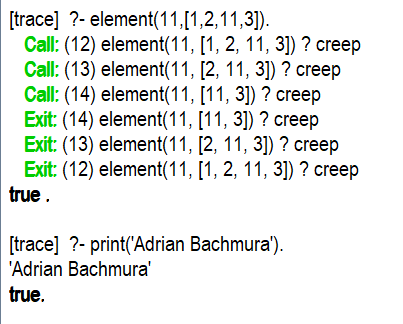 [trace]  ?- element(11,[1,2,11,3]).
Call: (12) element(11, [1, 2, 11, 3]) ? creep
Call: (13) element(11, [2, 11, 3]) ? creep
Call: (14) element(11, [11, 3]) ? creep
Exit: (14) element(11, [11, 3]) ? creep
Exit: (13) element(11, [2, 11, 3]) ? creep
Exit: (12) element(11, [1, 2, 11, 3]) ? creep
true .
[trace]  ?- print('Adrian Bachmura').
'Adrian Bachmura'
true.